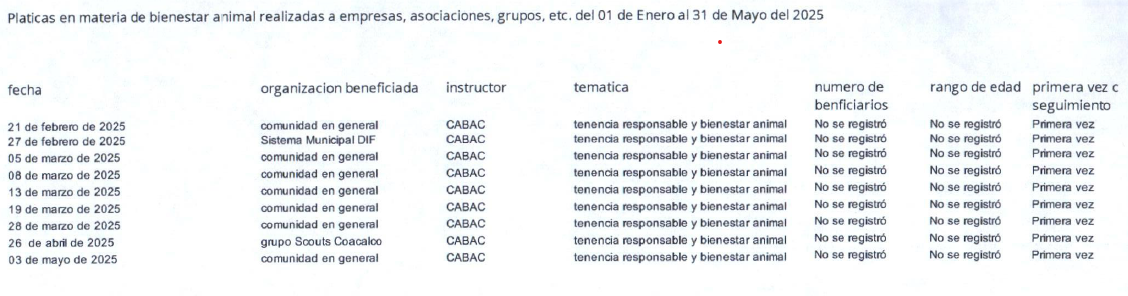 Platicas en materia de bienestar animal realizadas a empresas, asociaciones, grupos, etc. del 01 de Enero al 31 de Mayo del 2025
fecha organizacion beneficiada instructor tematica numero de benficiarios rango de edad primera vez c seguimiento
21 de febrero de 2025 comunidad en general CABAC tenencia responsable y bienestar animal No se registró No se registró Primera vez
27 de febrero de 2025 Sistema Municipal DIF CABAC tenencia responsable y bienestar animal No se registró No se registró Primera vez
05 de marzo de 2025 comunidad en general CABAC tenencia responsable y bienestar animal No se registró No se registró Primera vez
08 de marzo de 2025 comunidad en general CABAC tenencia responsable y bienestar animal No se registró No se registró Primera vez
13 de marzo de 2025 comunidad en general CABAC tenencia responsable y bienestar animal No se registró No se registró Primera vez
19 de marzo de 2025 comunidad en general CABAC tenencia responsable y bienestar animal No se registró No se registró Primera vez
28 de marzo de 2025 comunidad en general CABAC tenencia responsable y bienestar animal No se registró No se registró Primera vez
26 de abril de 2025 grupo Scouts Coacalco CABAC tenencia responsable y bienestar animal No se registró No se registró Primera vez
03 de mayo de 2025 comunidad en general CABAC tenencia responsable y bienestar animal No se registró No se registró Primera vez